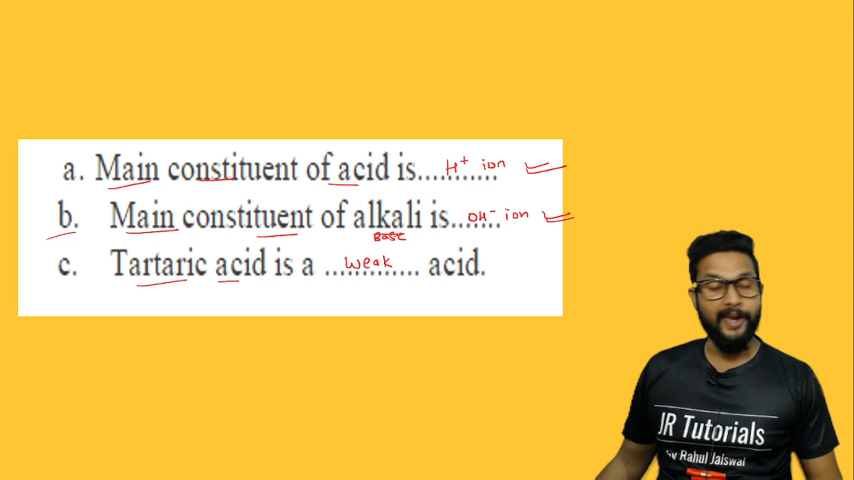 a. Main constituent of acid is........... H+ ion
b. Main constituent of alkali is....... OH- ion
Base
c. Tartaric acid is a ............. weak acid.
JR Tutorials
by Rahul Jaiswal